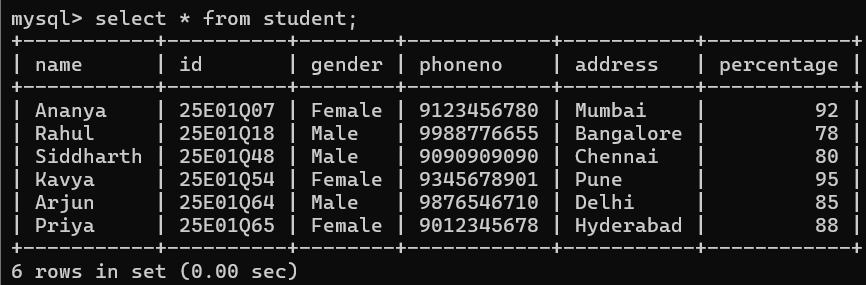 mysql> select * from student;
+-----------+----------+--------+------------+-----------+------------+
| name      | id       | gender | phoneno    | address   | percentage |
+-----------+----------+--------+------------+-----------+------------+
| Ananya    | 25E01Q07 | Female | 9123456780 | Mumbai    |         92 |
| Rahul     | 25E01Q18 | Male   | 9988776655 | Bangalore |         78 |
| Siddharth | 25E01Q48 | Male   | 9090909090 | Chennai   |         80 |
| Kavya     | 25E01Q54 | Female | 9345678901 | Pune      |         95 |
| Arjun     | 25E01Q64 | Male   | 9876546710 | Delhi     |         85 |
| Priya     | 25E01Q65 | Female | 9012345678 | Hyderabad |         88 |
+-----------+----------+--------+------------+-----------+------------+
6 rows in set (0.00 sec)